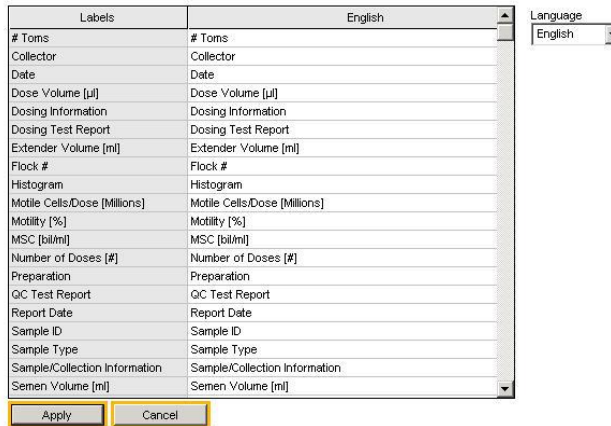 Labels English
# Toms # Toms
Collector Collector
Date Date
Dose Volume [µl] Dose Volume [µl]
Dosing Information Dosing Information
Dosing Test Report Dosing Test Report
Extender Volume [ml] Extender Volume [ml]
Flock # Flock #
Histogram Histogram
Motile Cells/Dose [Millions] Motile Cells/Dose [Millions]
Motility [%] Motility [%]
MSC [bil/ml] MSC [bil/ml]
Number of Doses [#] Number of Doses [#]
Preparation Preparation
QC Test Report QC Test Report
Report Date Report Date
Sample ID Sample ID
Sample Type Sample Type
Sample/Collection Information Sample/Collection Information
Semen Volume [ml] Semen Volume [ml]
Apply Cancel
Language
English